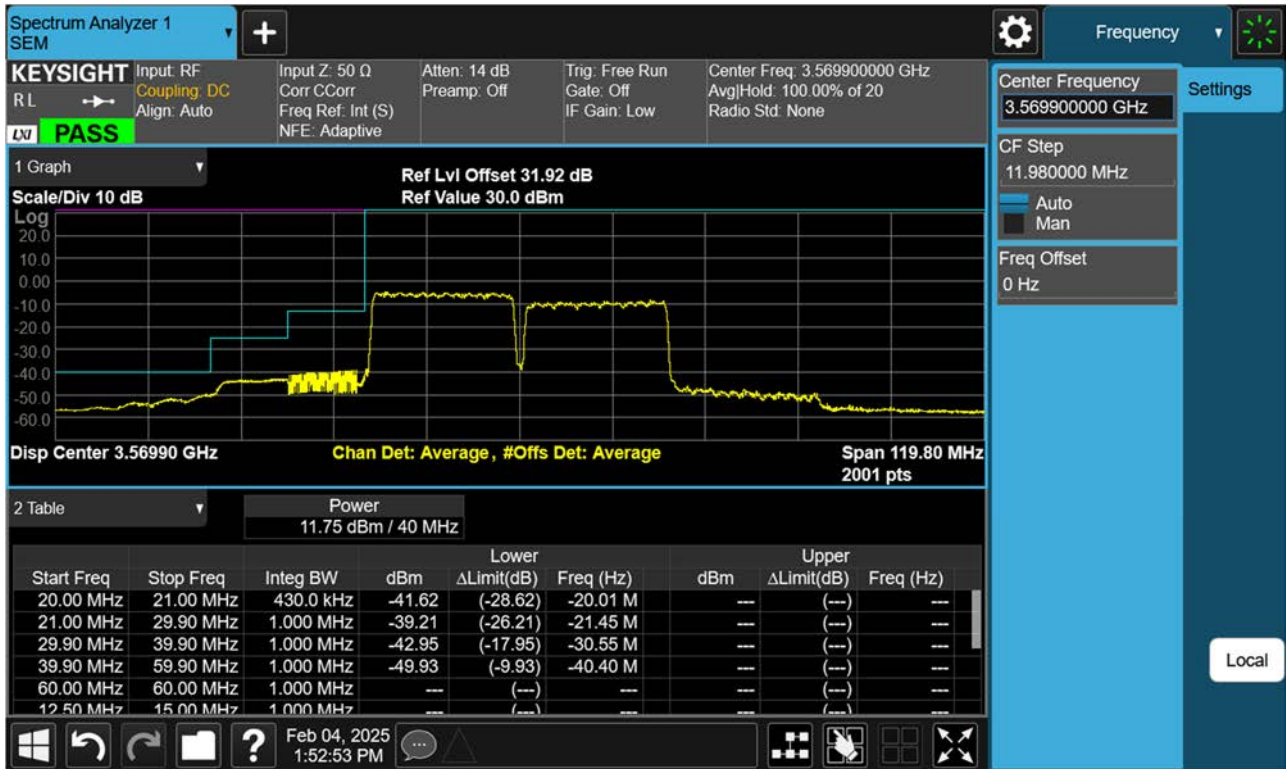 Spectrum Analyzer 1
SEM
+
Frequency
KEYSIGHT
RL
LXI
PASS
Input: RF
Coupling: DC
Align: Auto
Input Z: 50 Ω
Corr CCorr
Freq Ref: Int (S)
NFE: Adaptive
Atten: 14 dB
Preamp: Off
Trig: Free Run
Gate: Off
IF Gain: Low
Center Freq: 3.569900000 GHz
Avg|Hold: 100.00% of 20
Radio Std: None
Center Frequency
3.569900000 GHz
Settings
CF Step
11.980000 MHz
Auto
Man
Freq Offset
0 Hz
Local
1 Graph
Scale/Div 10 dB
Ref Lvl Offset 31.92 dB
Ref Value 30.0 dBm
Log
20.0
10.0
0.00
-10.0
-20.0
-30.0
-40.0
-50.0
-60.0
Disp Center 3.56990 GHz
Chan Det: Average, #Offs Det: Average
Span 119.80 MHz
2001 pts
2 Table
Power
11.75 dBm / 40 MHz
Lower Upper
Start Freq Stop Freq Integ BW dBm ΔLimit(dB) Freq (Hz) dBm ΔLimit(dB) Freq (Hz)
20.00 MHz 21.00 MHz 430.0 kHz -41.62 (-28.62) -20.01 M --- (---) ---
21.00 MHz 29.90 MHz 1.000 MHz -39.21 (-26.21) -21.45 M --- (---) ---
29.90 MHz 39.90 MHz 1.000 MHz -42.95 (-17.95) -30.55 M --- (---) ---
39.90 MHz 59.90 MHz 1.000 MHz -49.93 (-9.93) -40.40 M --- (---) ---
60.00 MHz 60.00 MHz 1.000 MHz --- (---) --- --- (---) ---
12.50 MHz 15.00 MHz 1.000 MHz --- (---) --- --- (---) ---
?
Feb 04, 2025
1:52:53 PM